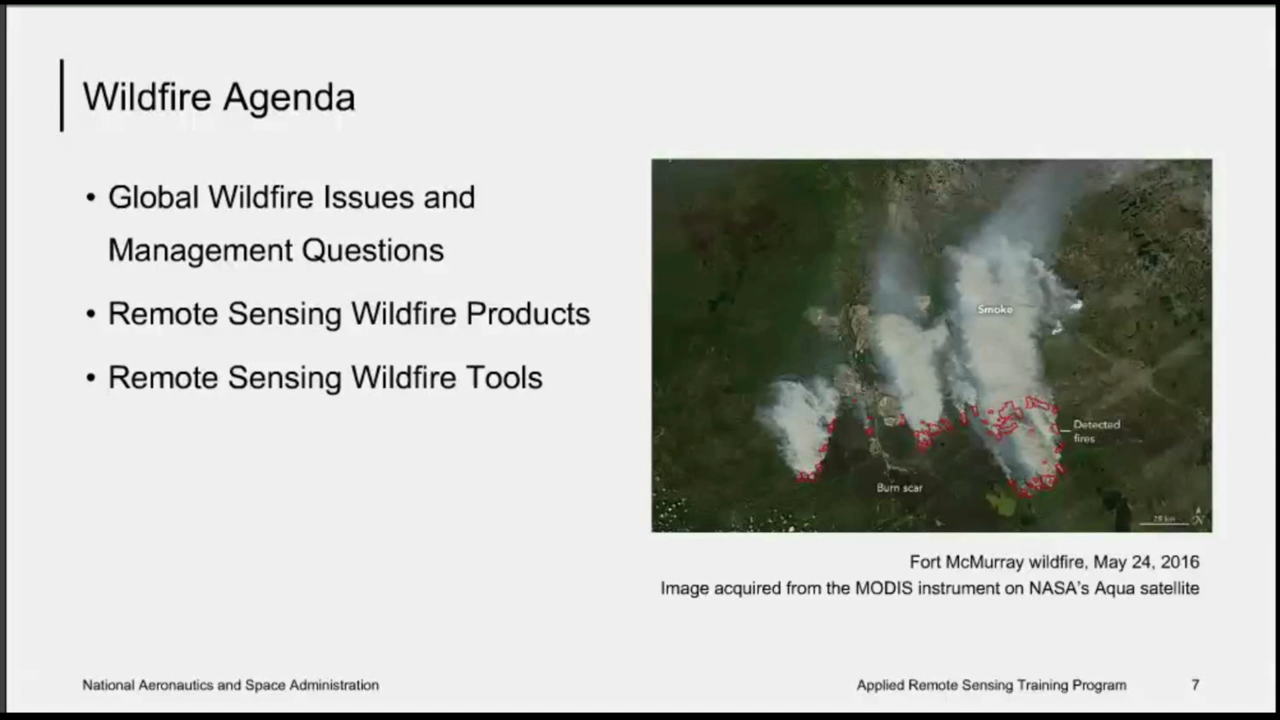 Wildfire Agenda
• Global Wildfire Issues and
Management Questions
• Remote Sensing Wildfire Products
• Remote Sensing Wildfire Tools
Smoke
Detected
fires
Burn scar
N
Fort McMurray wildfire, May 24, 2016
Image acquired from the MODIS instrument on NASA's Aqua satellite
National Aeronautics and Space Administration
Applied Remote Sensing Training Program
7